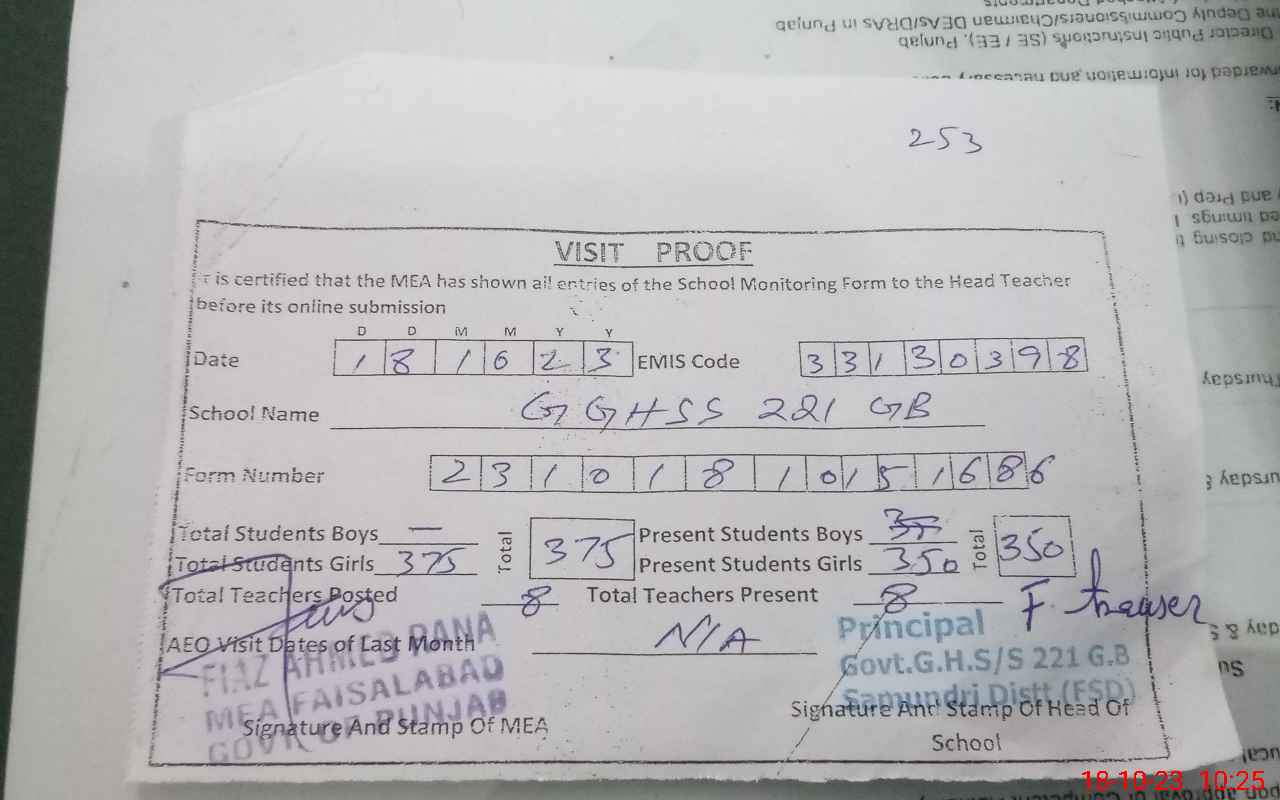 253
VISIT PROOF
is certified that the MEA has shown all entries of the School Monitoring Form to the Head Teacher
before its online submission
D D M M Y Y
Date 1 8 1 0 2 3 EMIS Code 3 3 1 3 0 3 9 8
School Name GGHSS 221 GB
Form Number 2 3 1 0 1 8 1 0 1 5 1 6 8 6
Total Students Boys — Total 375 Present Students Boys Total 350
Total Students Girls 375 Present Students Girls 350
Total Teachers Posted 8 Total Teachers Present 8
AEO Visit Dates of Last Month N/A
FIAZ AHMED RANA
MEA FAISALABAD
GOVT OF PUNJAB
Signature And Stamp Of MEA
Principal
Govt.G.H.S/S 221 G.B
Samundri Distt (FSD)
Signature And Stamp Of Head Of
School
Deputy Commissioners/Chairman DEAs/DRAs in Punjab
Director Public Instructions (SE / EE), Punjab
for information and necessary
and Prep
timings
closing
Thursday
day &
18-10-23 10:25